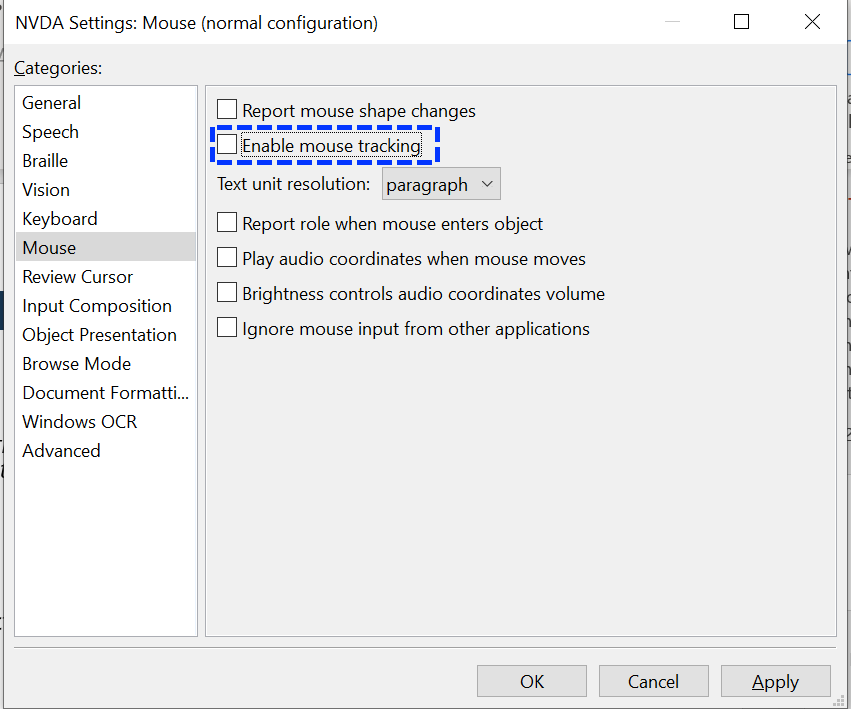 NVDA Settings: Mouse (normal configuration)
Categories:
General
Speech
Braille
Vision
Keyboard
Mouse
Review Cursor
Input Composition
Object Presentation
Browse Mode
Document Formatti...
Windows OCR
Advanced
Report mouse shape changes
Enable mouse tracking
Text unit resolution: paragraph
Report role when mouse enters object
Play audio coordinates when mouse moves
Brightness controls audio coordinates volume
Ignore mouse input from other applications
OK Cancel Apply